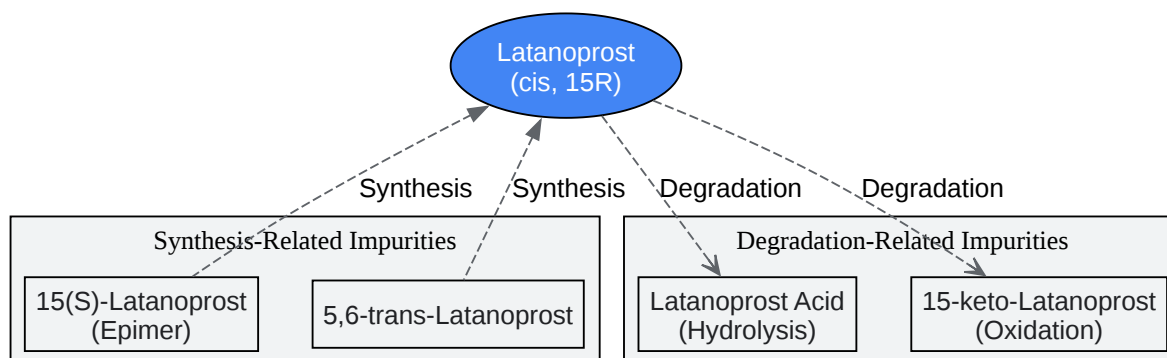 Latanoprost
(cis, 15R)
Synthesis
Synthesis
Degradation
Degradation
Synthesis-Related Impurities
Degradation-Related Impurities
15(S)-Latanoprost
(Epimer)
5,6-trans-Latanoprost
Latanoprost Acid
(Hydrolysis)
15-keto-Latanoprost
(Oxidation)